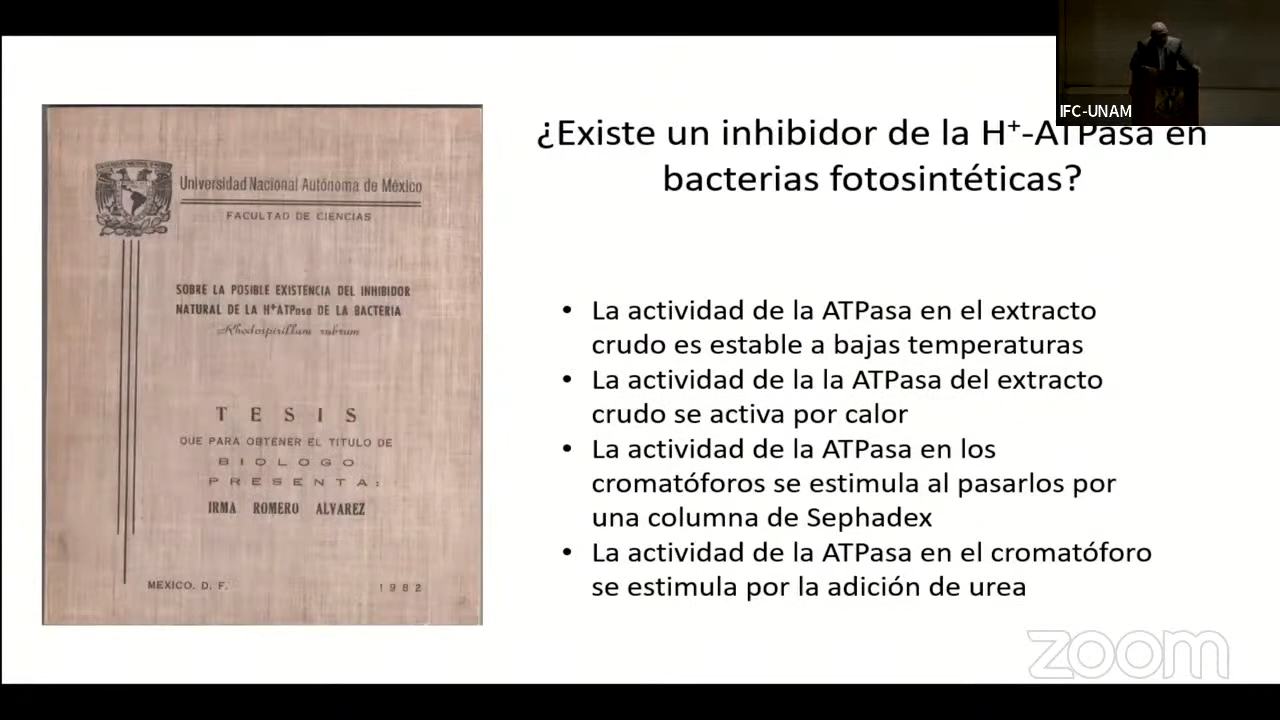 IFC-UNAM
¿Existe un inhibidor de la H⁺-ATPasa en
bacterias fotosintéticas?
Universidad Nacional Autónoma de México
FACULTAD DE CIENCIAS
SOBRE LA POSIBLE EXISTENCIA DEL INHIBIDOR
NATURAL DE LA H⁺ATPasa DE LA BACTERIA
Rhodospirillum rubrum
TESIS
QUE PARA OBTENER EL TITULO DE
BIOLOGO
PRESENTA:
IRMA ROMERO ALVAREZ
MEXICO, D. F. 1982
• La actividad de la ATPasa en el extracto
crudo es estable a bajas temperaturas
• La actividad de la la ATPasa del extracto
crudo se activa por calor
• La actividad de la ATPasa en los
cromatóforos se estimula al pasarlos por
una columna de Sephadex
• La actividad de la ATPasa en el cromatóforo
se estimula por la adición de urea
zoom